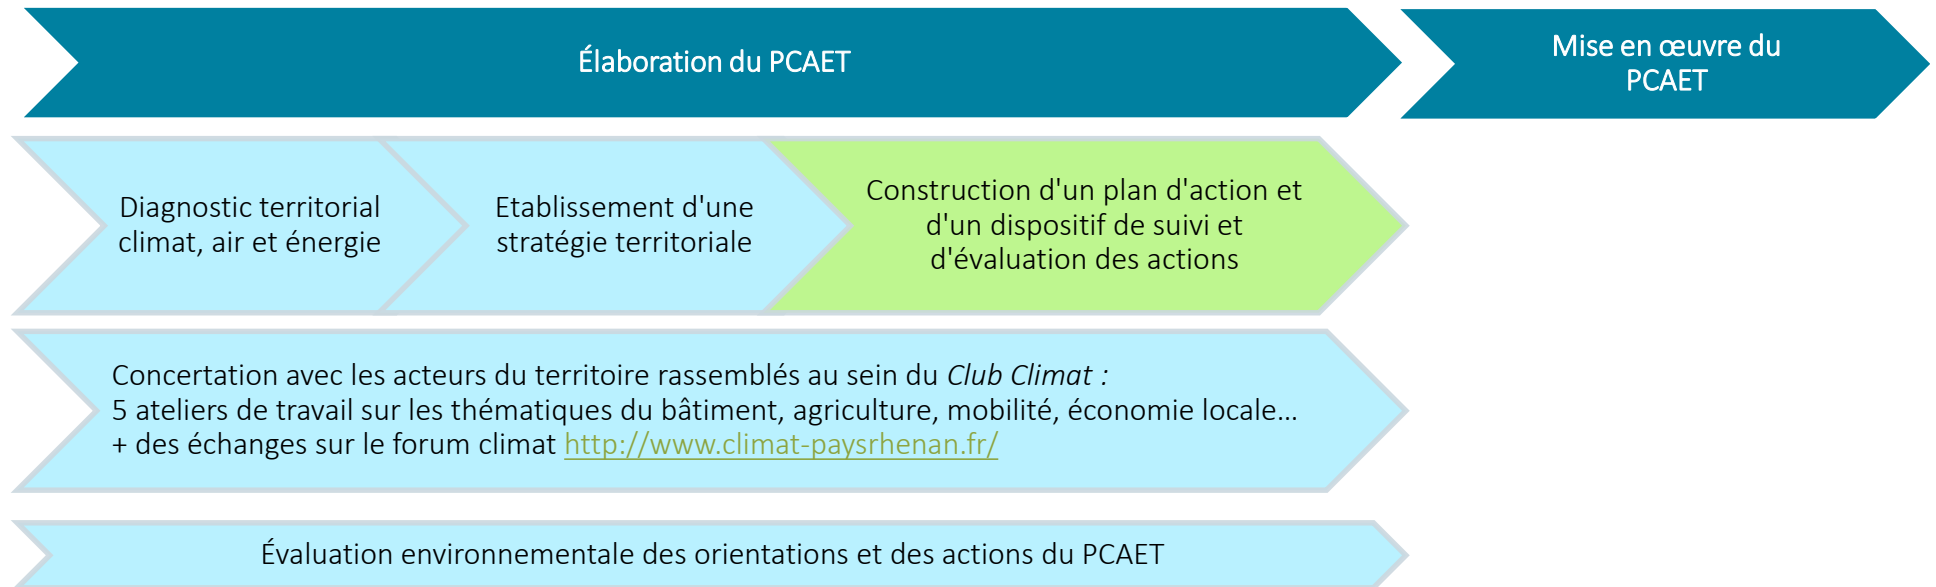 Élaboration du PCAET
Mise en œuvre du
PCAET
Diagnostic territorial
climat, air et énergie
Etablissement d'une
stratégie territoriale
Construction d'un plan d'action et
d'un dispositif de suivi et
d'évaluation des actions
Concertation avec les acteurs du territoire rassemblés au sein du Club Climat :
5 ateliers de travail sur les thématiques du bâtiment, agriculture, mobilité, économie locale…
+ des échanges sur le forum climat http://www.climat-paysrhenan.fr/
Évaluation environnementale des orientations et des actions du PCAET